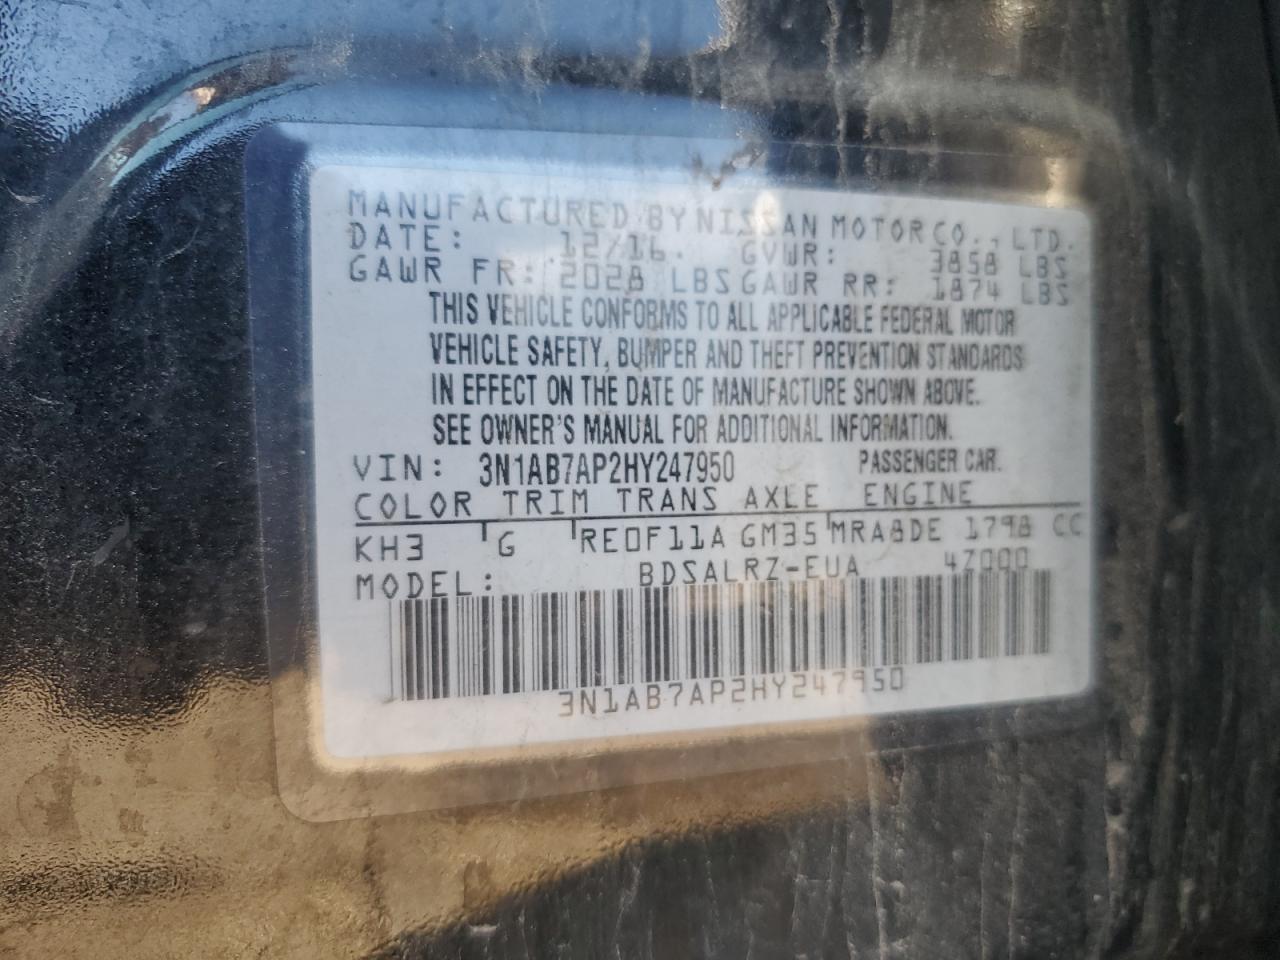 MANUFACTURED BY NISSAN MOTOR CO., LTD.
DATE: 12/16. GVWR: 3858 LBS
GAWR FR: 2028 LBS GAWR RR: 1874 LBS
THIS VEHICLE CONFORMS TO ALL APPLICABLE FEDERAL MOTOR
VEHICLE SAFETY, BUMPER AND THEFT PREVENTION STANDARDS
IN EFFECT ON THE DATE OF MANUFACTURE SHOWN ABOVE.
SEE OWNER'S MANUAL FOR ADDITIONAL INFORMATION.
VIN: 3N1AB7AP2HY247950 PASSENGER CAR.
COLOR TRIM TRANS AXLE ENGINE
KH3 G RE0F11A GM35 MRA8DE 1798 CC
MODEL: BDSALRZ-EUA 47000
3N1AB7AP2HY247950